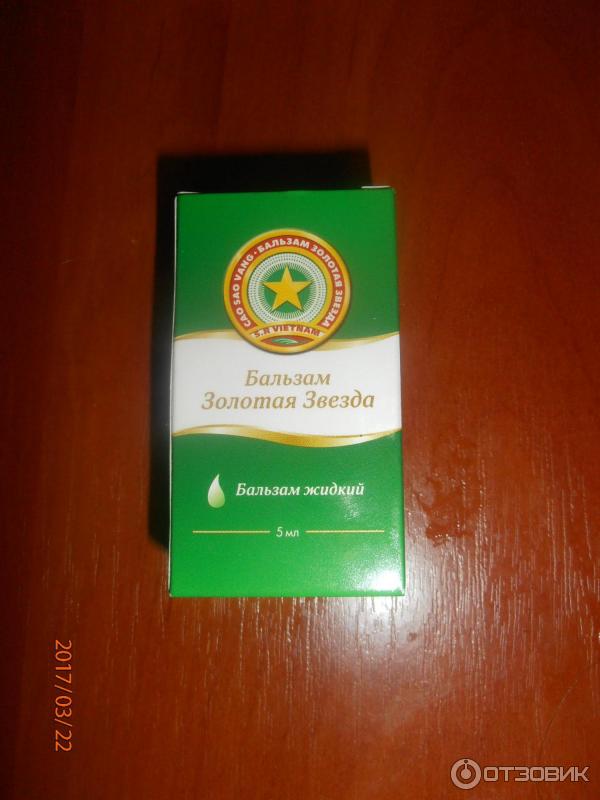 CAO SAO VANG · БАЛЬЗАМ ЗОЛОТАЯ ЗВЕЗДА
VIETNAM
Бальзам
Золотая Звезда
Бальзам жидкий
5 мл
2017/03/22
ОТЗОВИК